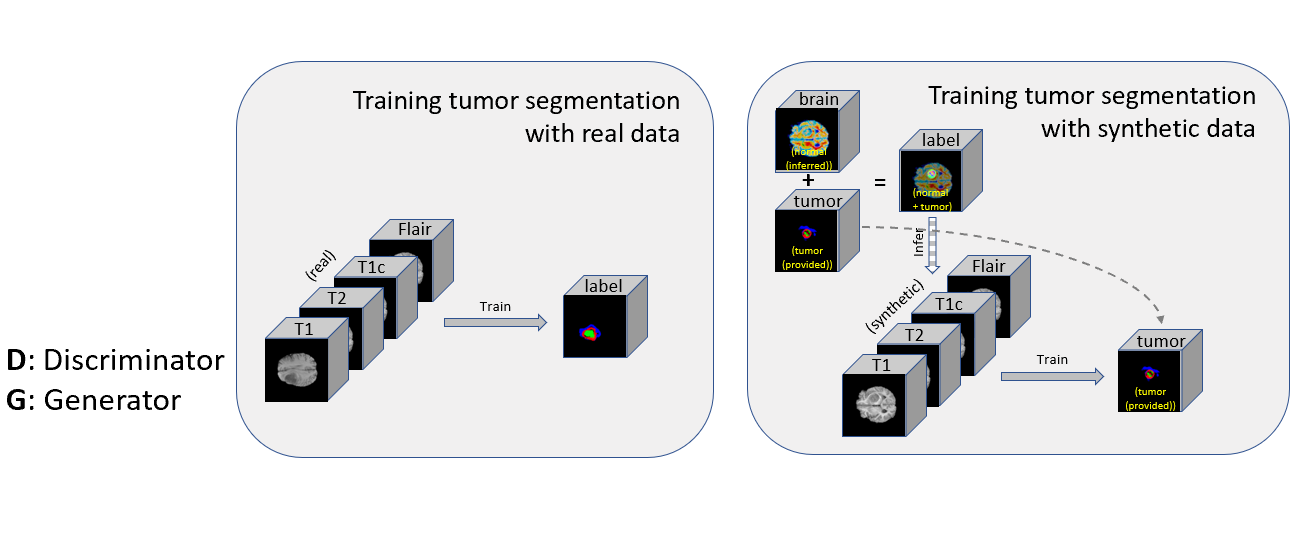 D: Discriminator
G: Generator
Training tumor segmentation
with real data
(real)
Flair
T1c
T2
T1
Train
label
Training tumor segmentation
with synthetic data
brain
(normal
(inferred))
+
tumor
(tumor
(provided))
=
label
(normal
+ tumor)
Infer
(synthetic)
Flair
T1c
T2
T1
Train
tumor
(tumor
(provided))